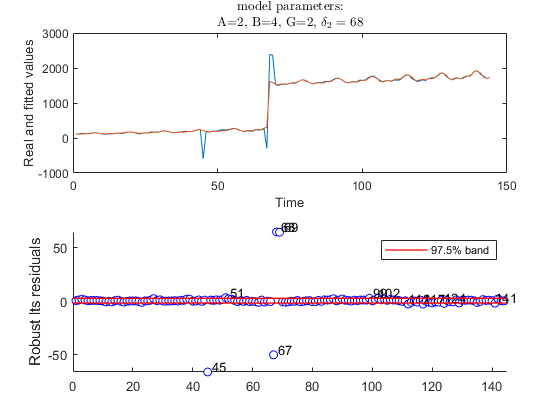 model parameters:
A=2, B=4, G=2, δ₂ = 68
3000
2000
1000
0
-1000
Real and fitted values
0 50 100 150
Time
50
0
-50
Robust lts residuals
97.5% band
69
51
45
67
141
0 20 40 60 80 100 120 140